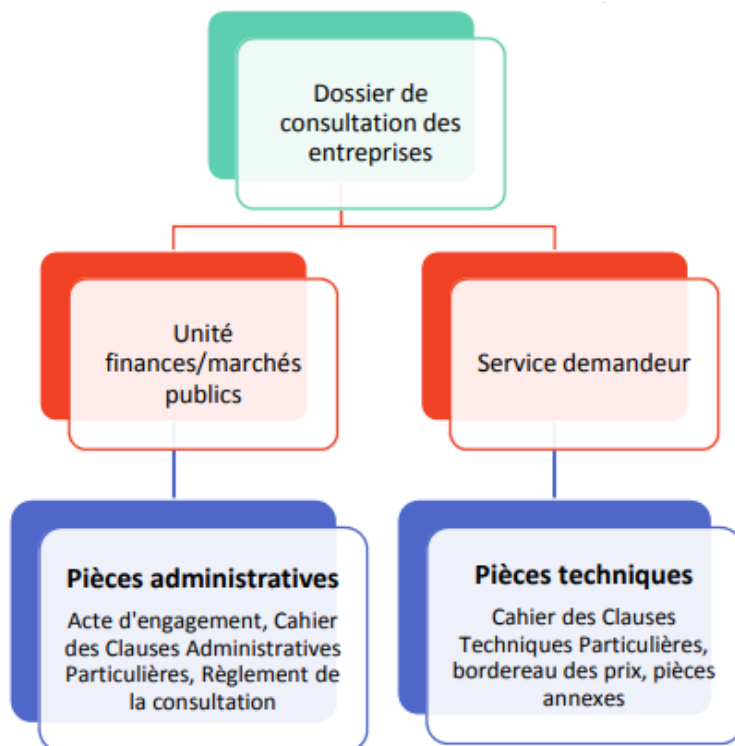 Dossier de
consultation des
entreprises
Unité
finances/marchés
publics
Service demandeur
Pièces administratives
Acte d'engagement, Cahier
des Clauses Administratives
Particulières, Règlement de
la consultation
Pièces techniques
Cahier des Clauses
Techniques Particulières,
bordereau des prix, pièces
annexes